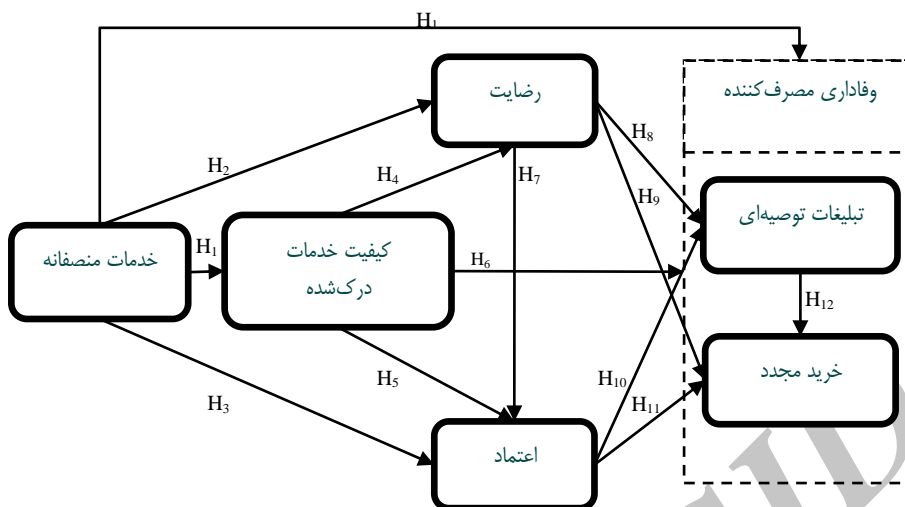 H₁
رضایت
وفاداری مصرف‌کننده
H₈
H₂
H₄
H₇
H₉
تبلیغات توصیه‌ای
خدمات منصفانه
H₁
کیفیت خدمات
درک‌شده
H₆
H₁₂
خرید مجدد
H₃
H₅
H₁₀
H₁₁
اعتماد